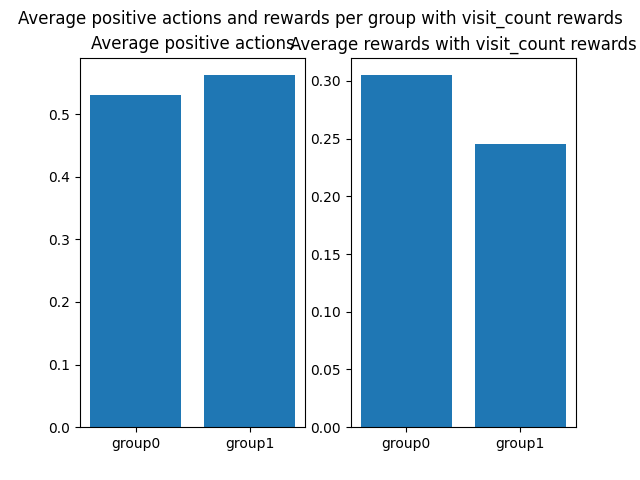 Average positive actions and rewards per group with visit_count rewards
Average positive actions
Average rewards with visit_count rewards
0.5
0.4
0.3
0.2
0.1
0.0
group0
group1
0.30
0.25
0.20
0.15
0.10
0.05
0.00
group0
group1